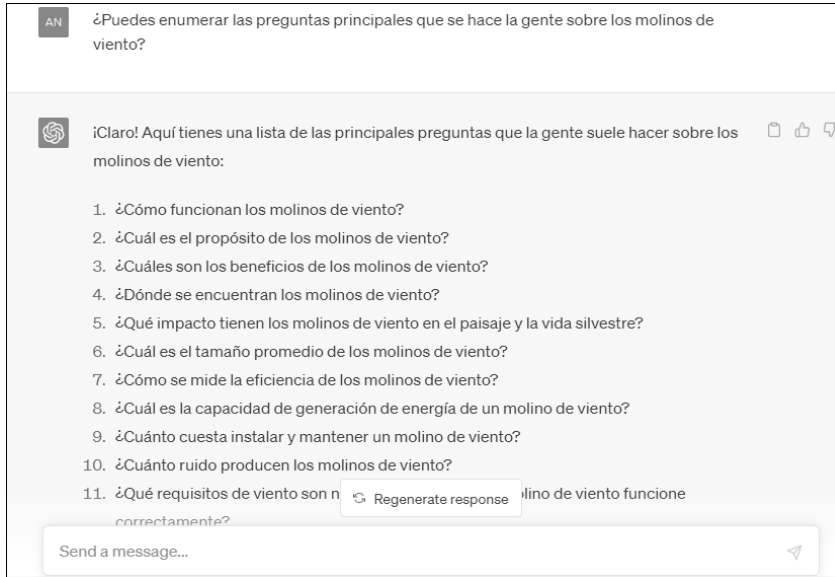 AN
¿Puedes enumerar las preguntas principales que se hace la gente sobre los molinos de
viento?
¡Claro! Aquí tienes una lista de las principales preguntas que la gente suele hacer sobre los
molinos de viento:
1. ¿Cómo funcionan los molinos de viento?
2. ¿Cuál es el propósito de los molinos de viento?
3. ¿Cuáles son los beneficios de los molinos de viento?
4. ¿Dónde se encuentran los molinos de viento?
5. ¿Qué impacto tienen los molinos de viento en el paisaje y la vida silvestre?
6. ¿Cuál es el tamaño promedio de los molinos de viento?
7. ¿Cómo se mide la eficiencia de los molinos de viento?
8. ¿Cuál es la capacidad de generación de energía de un molino de viento?
9. ¿Cuánto cuesta instalar y mantener un molino de viento?
10. ¿Cuánto ruido producen los molinos de viento?
11. ¿Qué requisitos de viento son Regenerate response de viento funcione
correctamente?
Send a message...